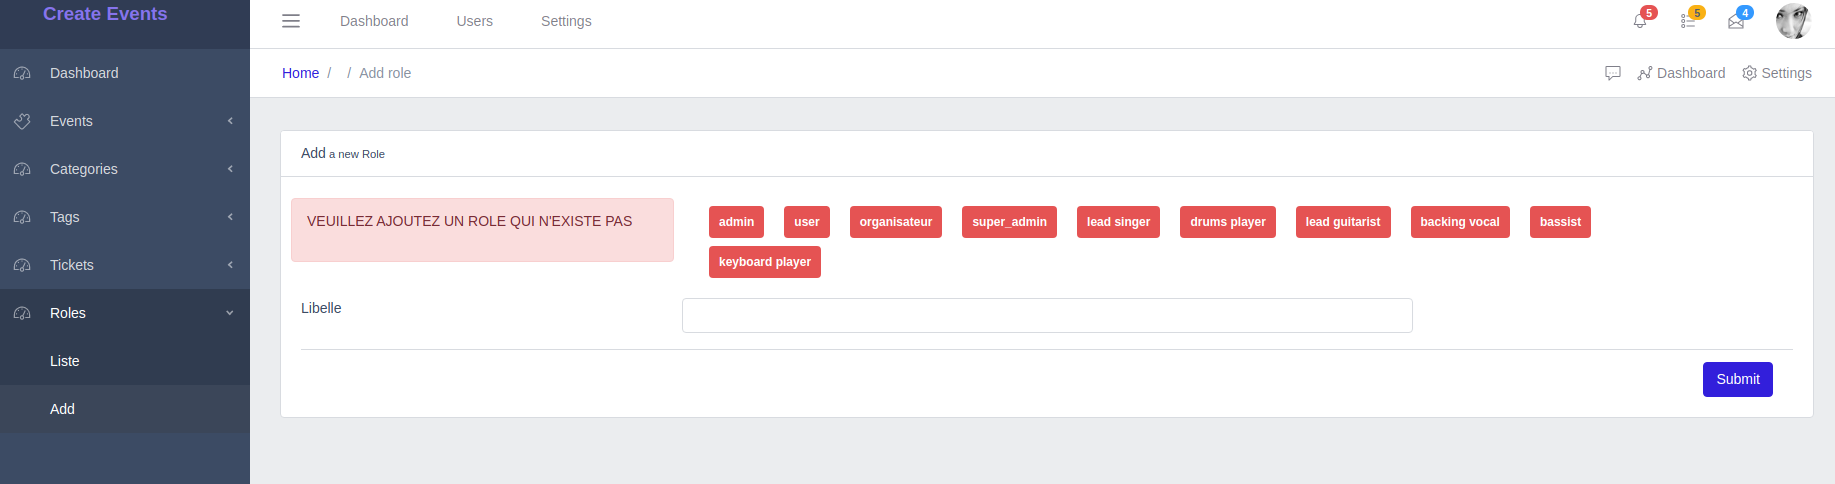 Create Events
Dashboard
Events
Categories
Tags
Tickets
Roles
Liste
Add
Dashboard Users Settings
5 5 4
Home / / Add role
Dashboard Settings
Add a new Role
VEUILLEZ AJOUTEZ UN ROLE QUI N'EXISTE PAS
admin user organisateur super_admin lead singer drums player lead guitarist backing vocal bassist
keyboard player
Libelle
Submit